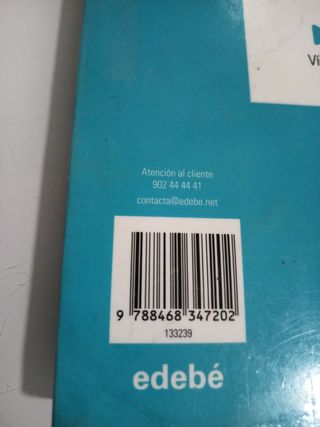 Atención al cliente
902 44 44 41
contacta@edebe.net
9 788468 347202
133239
edebé